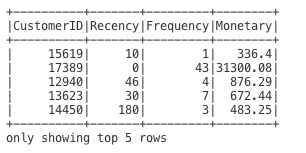 +----------+-------+---------+--------+
|CustomerID|Recency|Frequency|Monetary|
+----------+-------+---------+--------+
|     15619|     10|        1|   336.4|
|     17389|      0|       43|31300.08|
|     12940|     46|        4|  876.29|
|     13623|     30|        7|  672.44|
|     14450|    180|        3|  483.25|
+----------+-------+---------+--------+
only showing top 5 rows